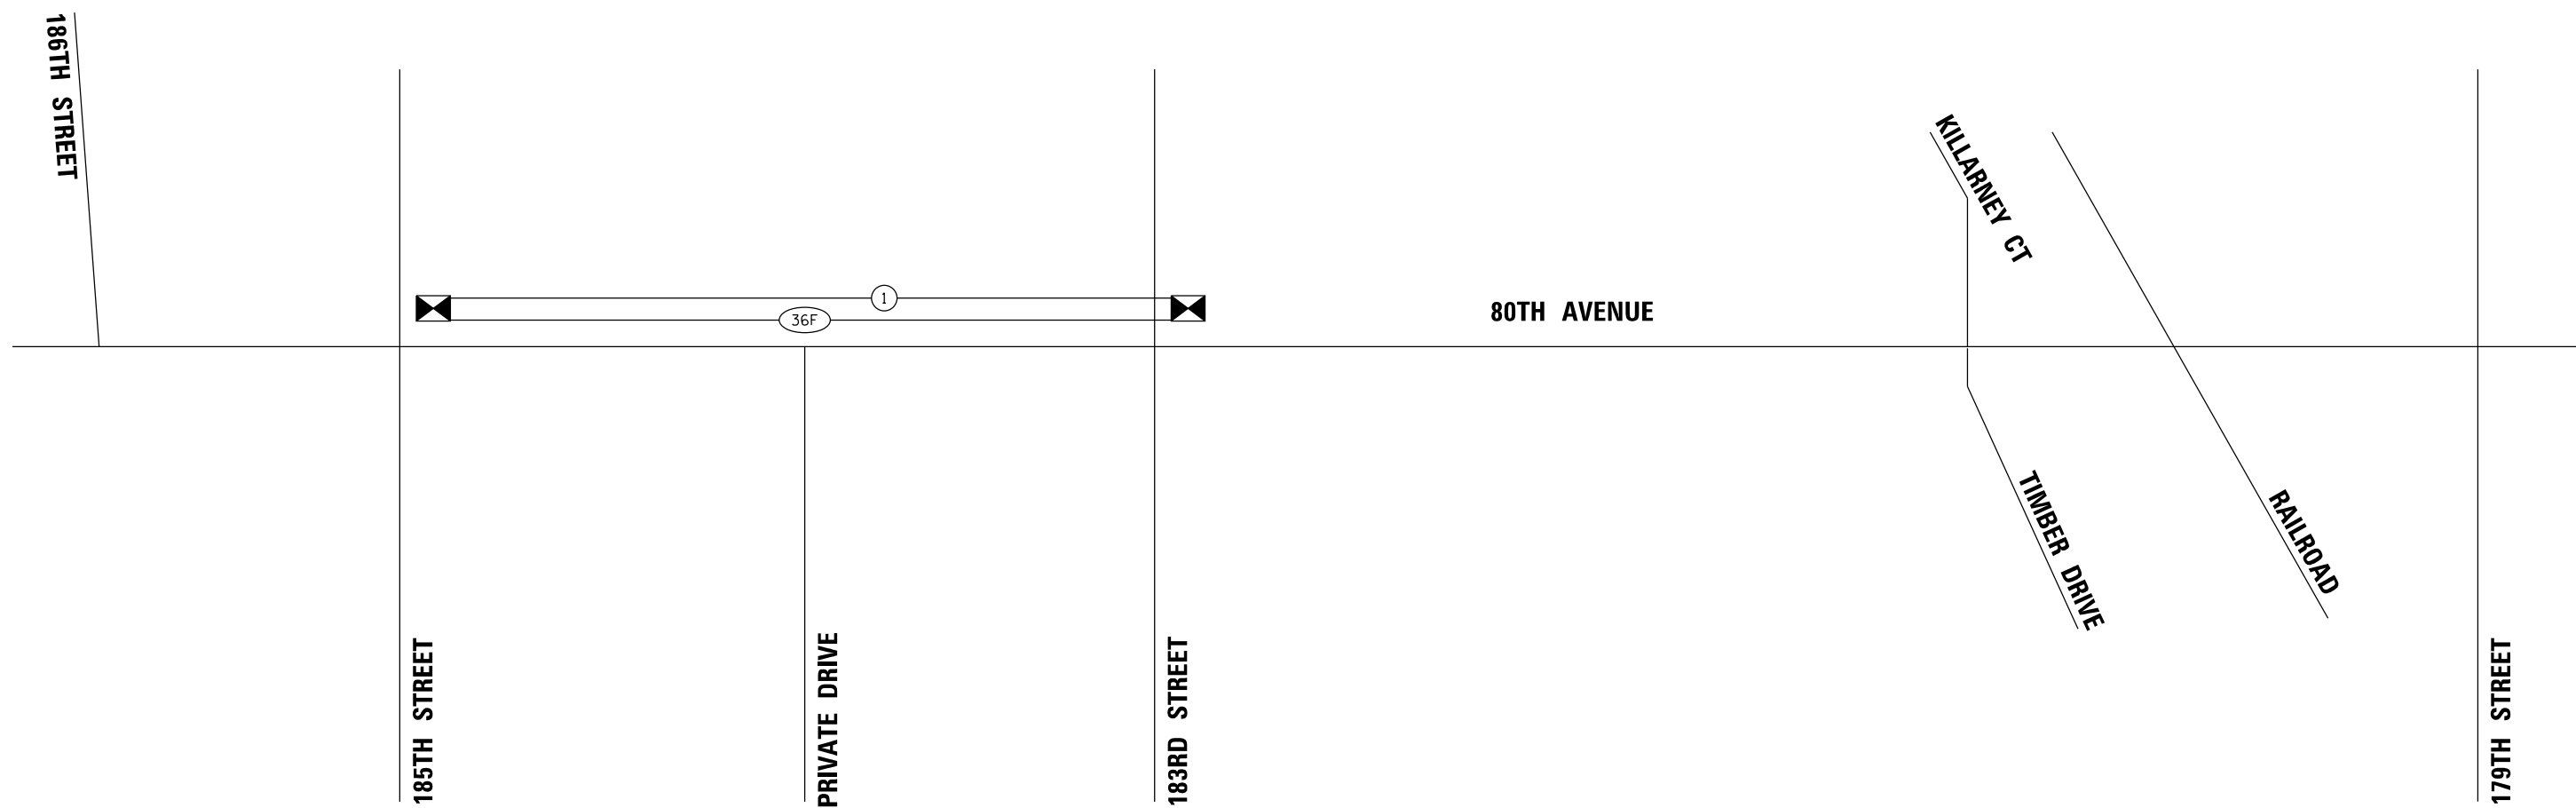 186TH STREET
KILLARNEY CT
1
36F
80TH AVENUE
TIMBER DRIVE
RAILROAD
185TH STREET
PRIVATE DRIVE
183RD STREET
179TH STREET